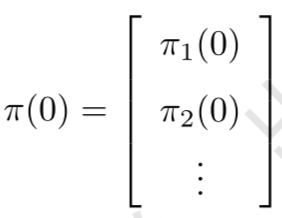 π(0) = [ π₁(0)
π₂(0)
⋮ ]